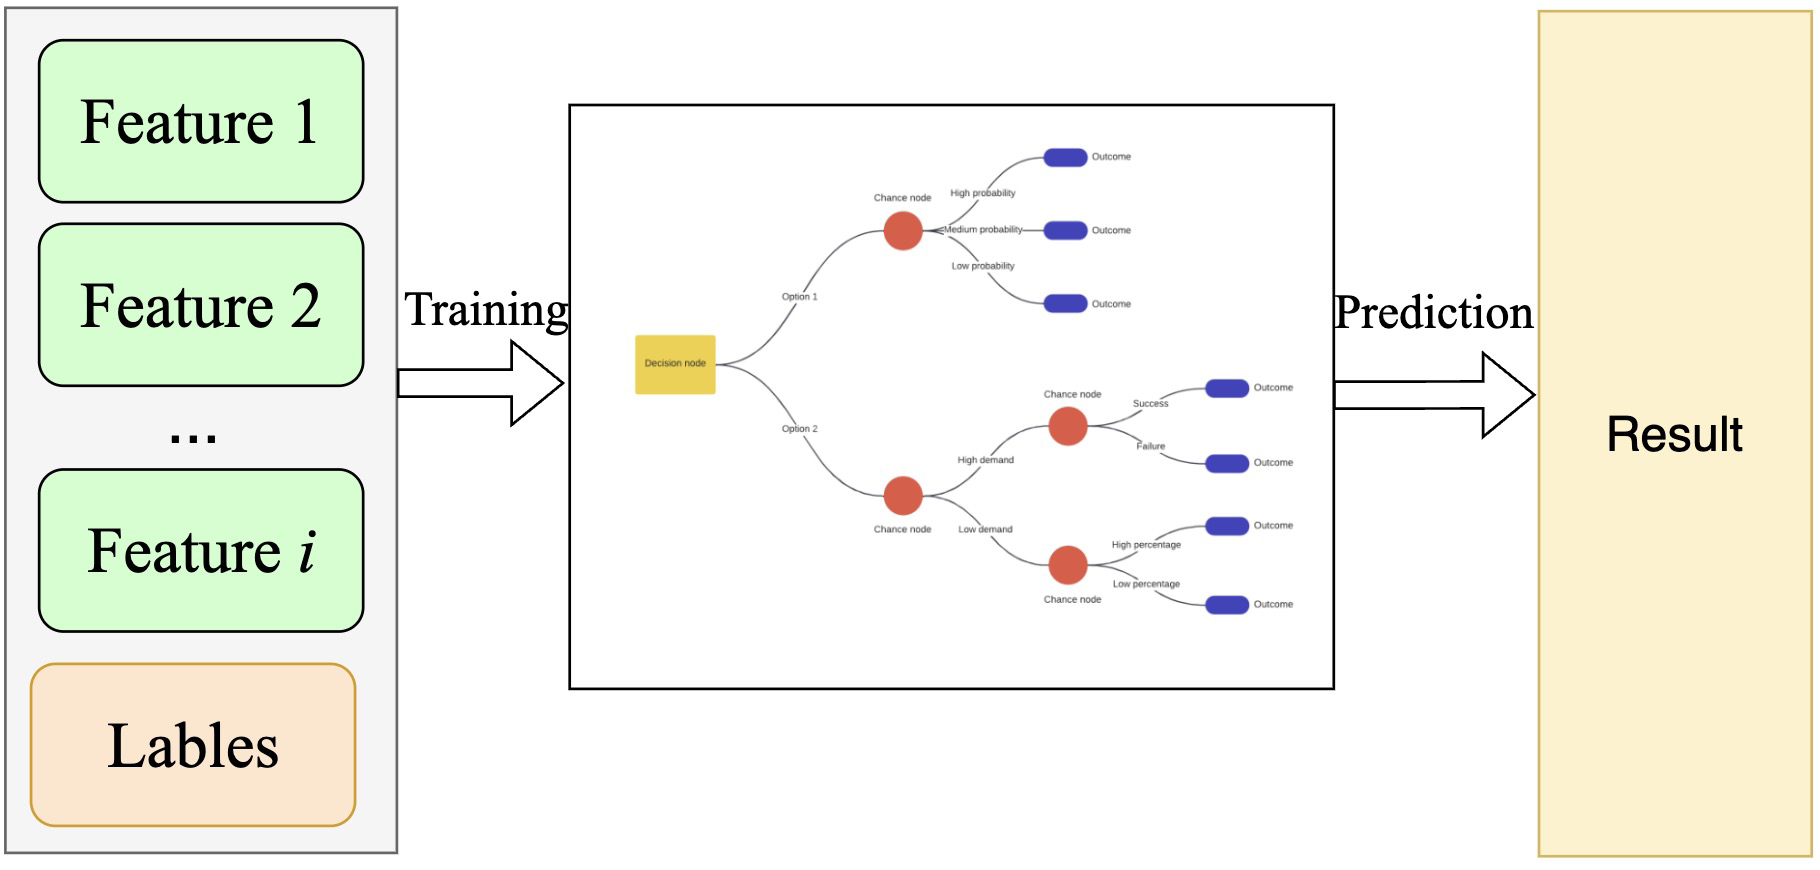 Feature 1
Feature 2
...
Feature i
Lables
Training
Decision node
Option 1
Option 2
Chance node
High probability
Medium probability
Low probability
Outcome
Outcome
Outcome
Chance node
High demand
Low demand
Chance node
Success
Failure
Outcome
Outcome
High percentage
Low percentage
Chance node
Outcome
Outcome
Prediction
Result